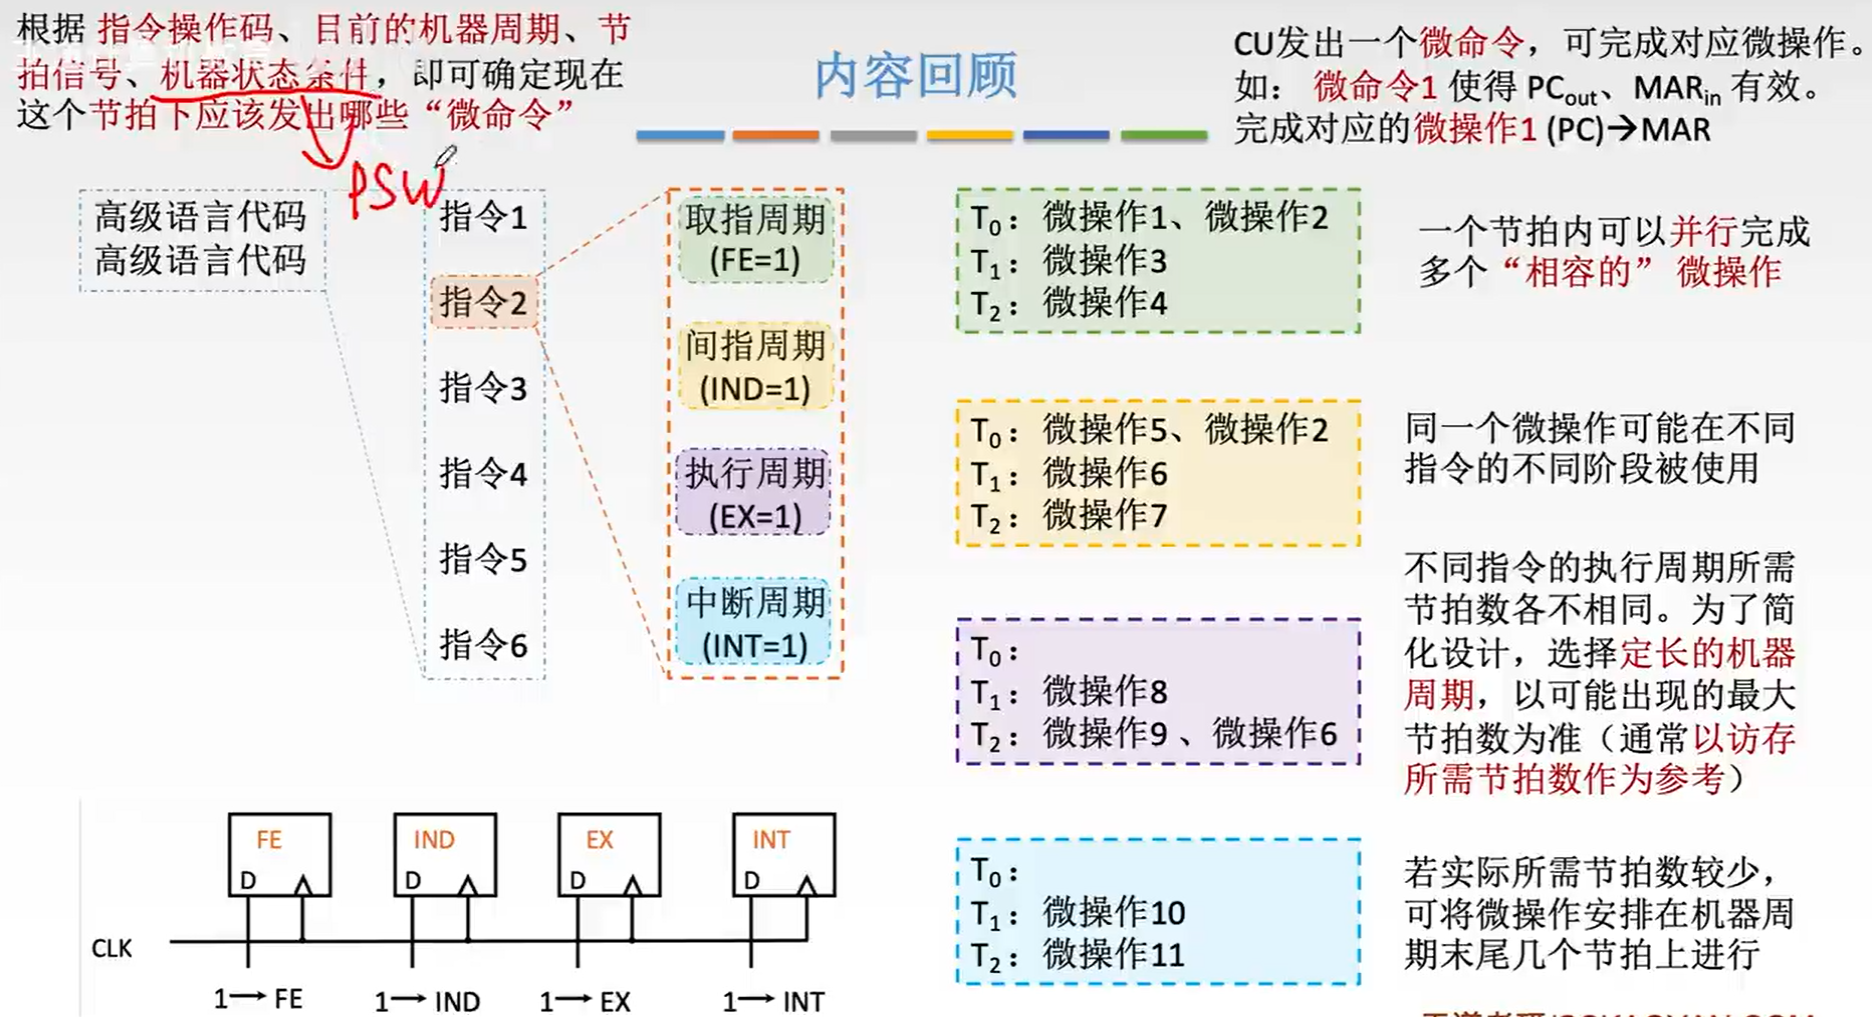 根据 指令操作码、目前的机器周期、节
拍信号、机器状态条件，即可确定现在
这个节拍下应该发出哪些“微命令”
PSW
内容回顾
CU发出一个微命令，可完成对应微操作。
如： 微命令1 使得 PCout、MARin 有效。
完成对应的微操作1 (PC)→MAR
高级语言代码
高级语言代码
指令1
指令2
指令3
指令4
指令5
指令6
取指周期
(FE=1)
间指周期
(IND=1)
执行周期
(EX=1)
中断周期
(INT=1)
T0：微操作1、微操作2
T1：微操作3
T2：微操作4
一个节拍内可以并行完成
多个“相容的”微操作
T0：微操作5、微操作2
T1：微操作6
T2：微操作7
同一个微操作可能在不同
指令的不同阶段被使用
T0：
T1：微操作8
T2：微操作9 、微操作6
不同指令的执行周期所需
节拍数各不相同。为了简
化设计，选择定长的机器
周期，以可能出现的最大
节拍数为准（通常以访存
所需节拍数作为参考）
T0：
T1：微操作10
T2：微操作11
若实际所需节拍数较少，
可将微操作安排在机器周
期末尾几个节拍上进行
FE
D
IND
D
EX
D
INT
D
CLK
1→FE
1→IND
1→EX
1→INT